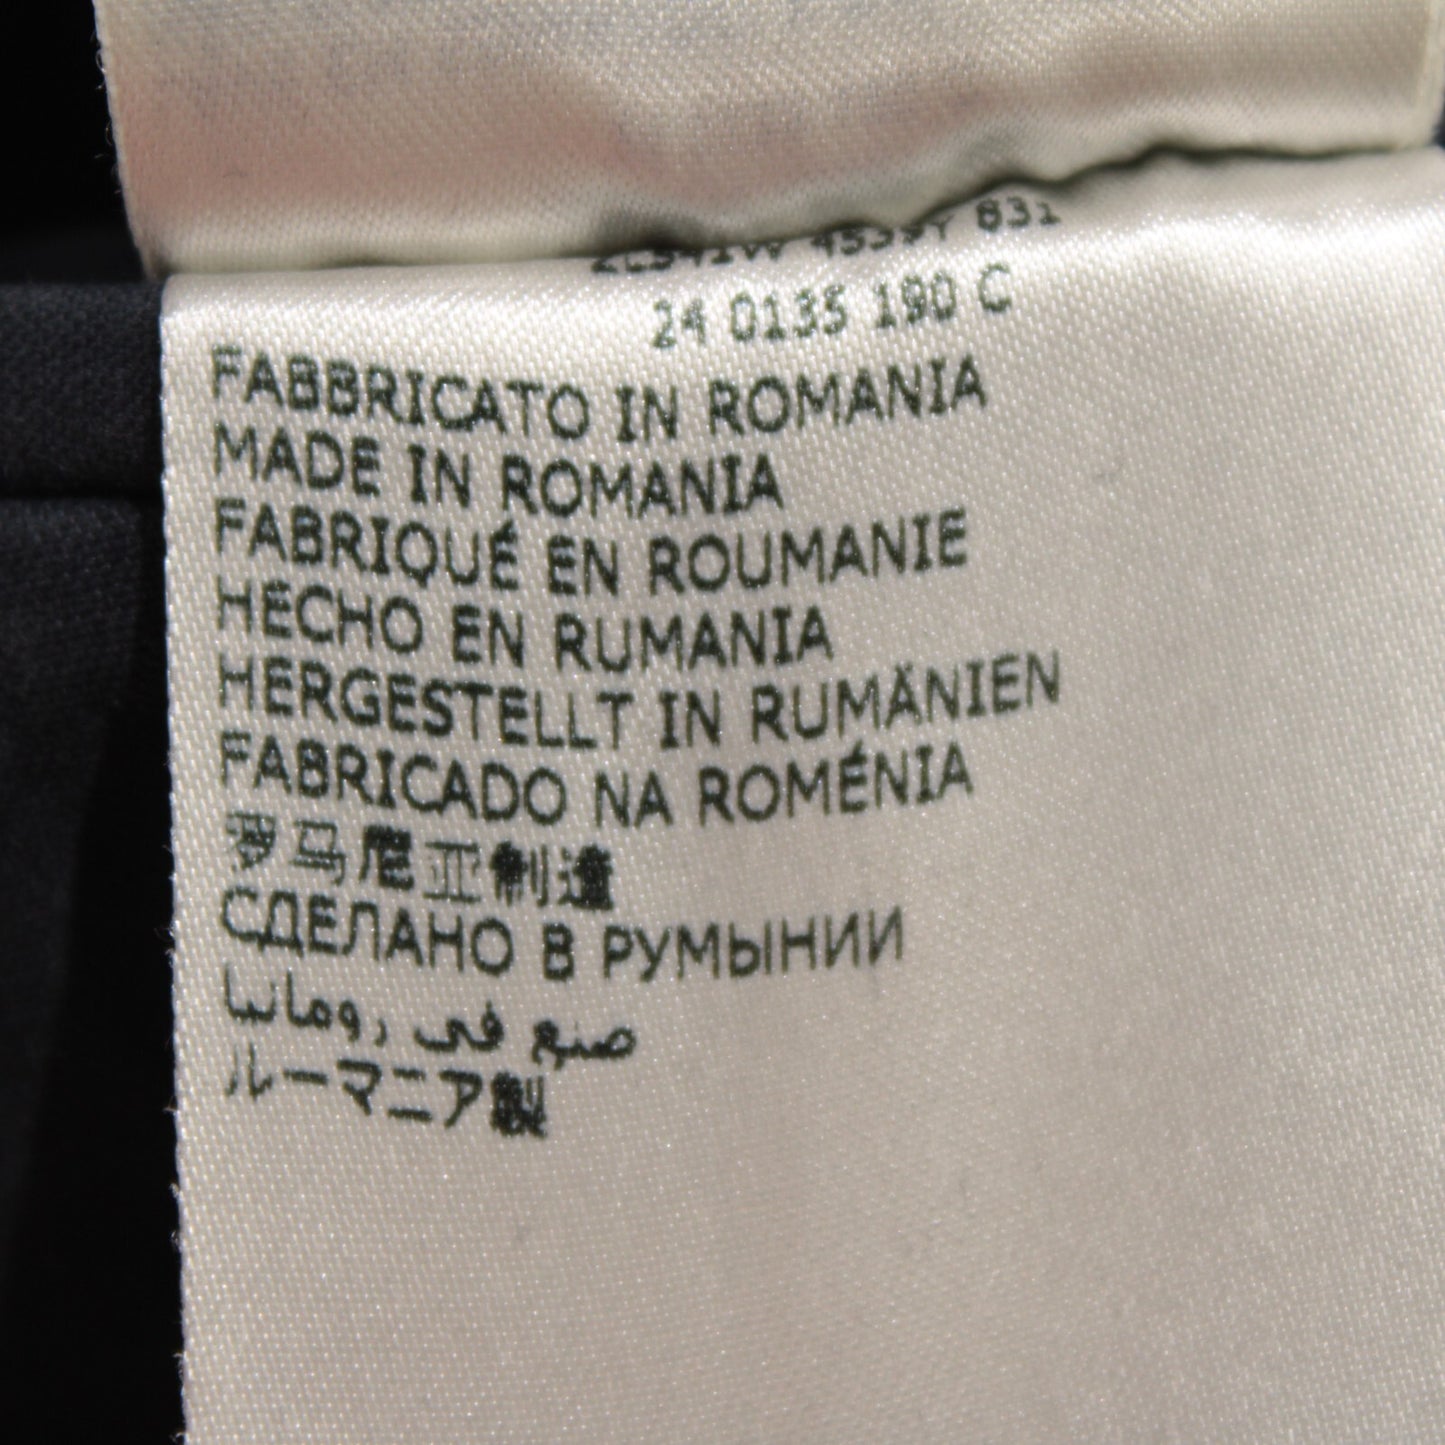 831
24 0135 190 C
FABBRICATO IN ROMANIA
MADE IN ROMANIA
FABRIQUÉ EN ROUMANIE
HECHO EN RUMANIA
HERGESTELLT IN RUMÄNIEN
FABRICADO NA ROMÉNIA
罗马尼亚制造
СДЕЛАНО В РУМЫНИИ
صنع في رومانيا
ルーマニア製